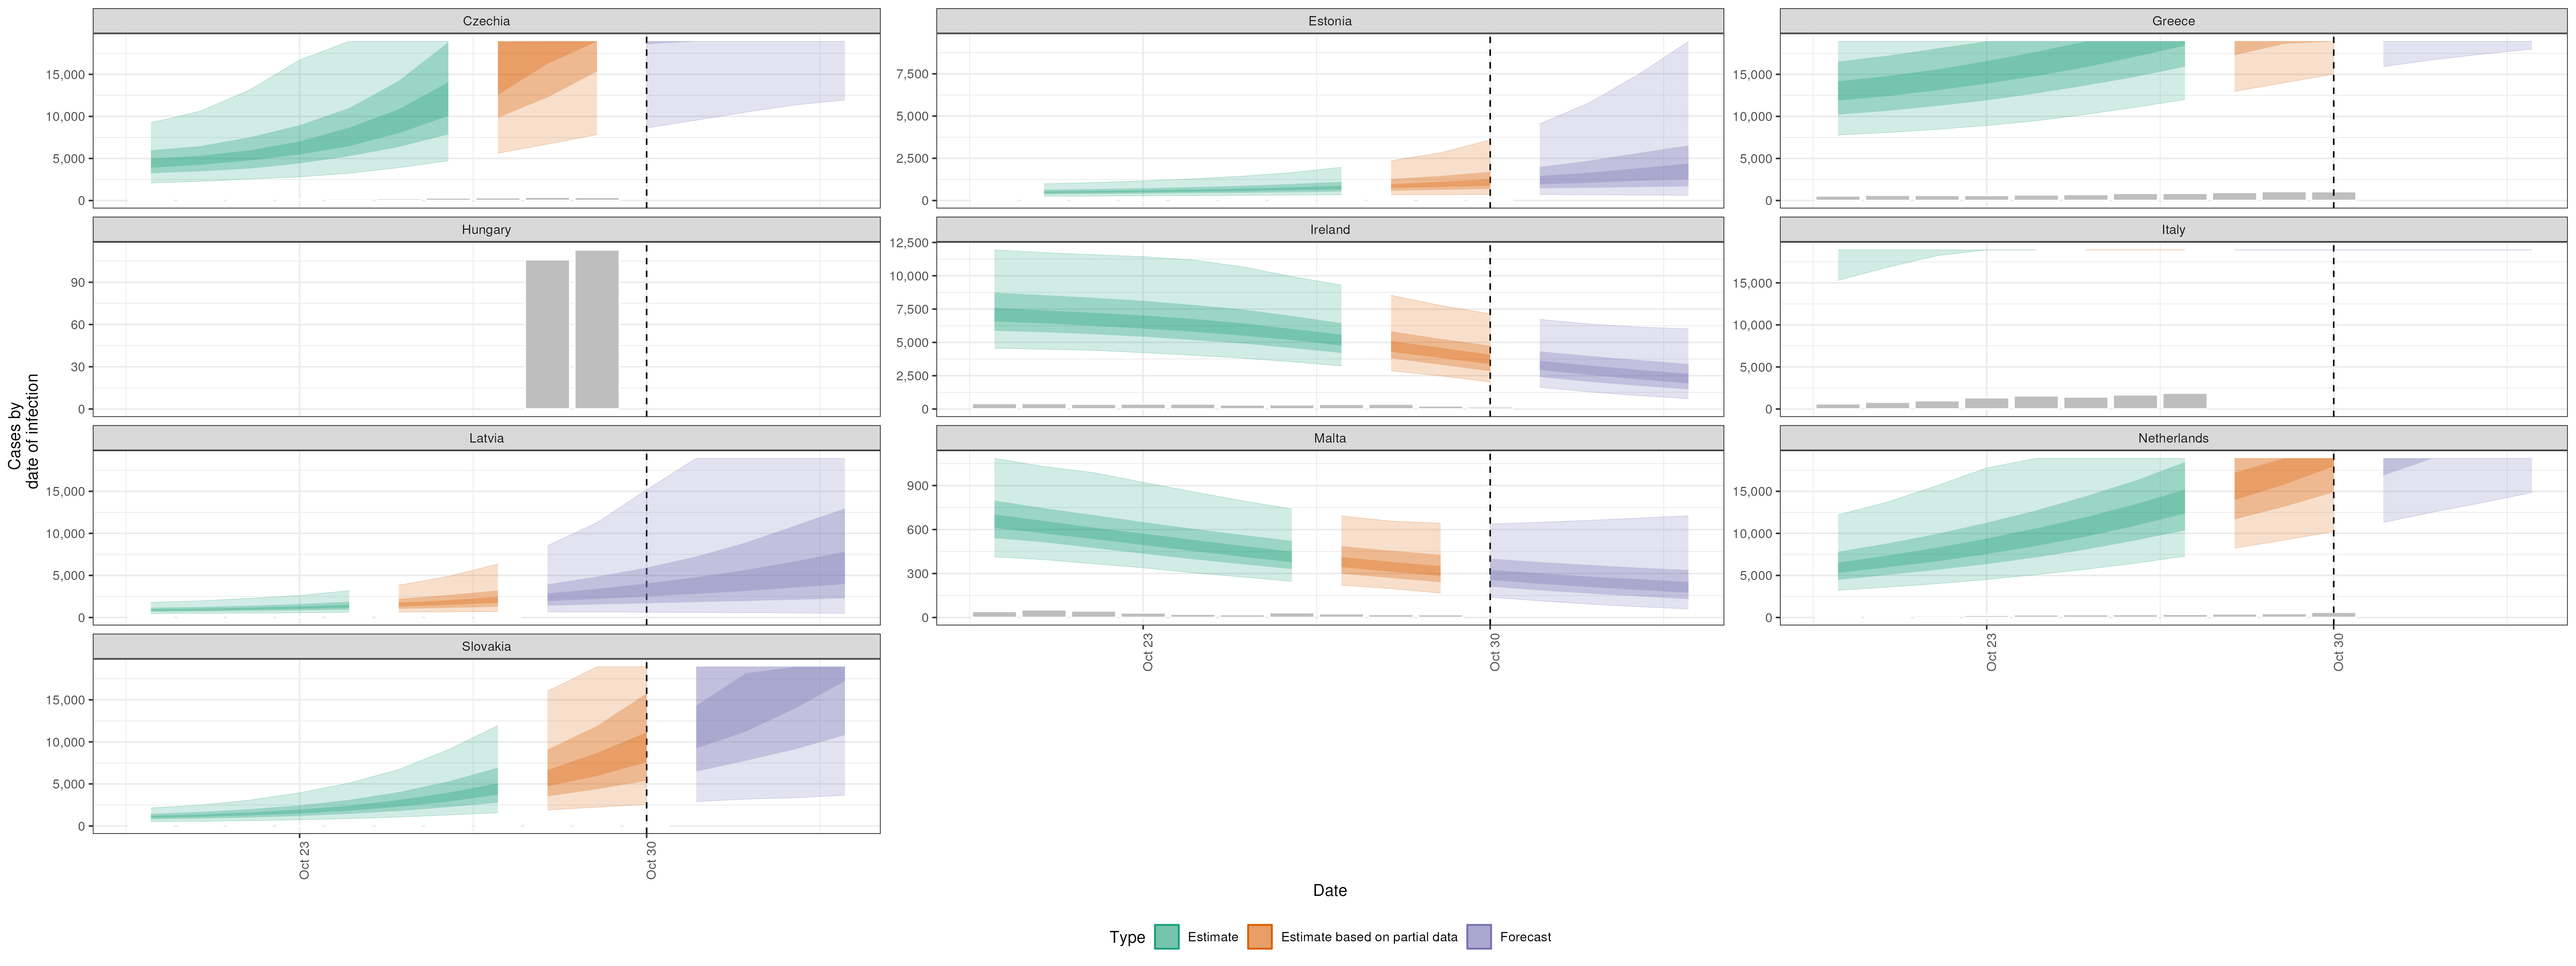 Cases by
date of infection
Czechia
15,000
10,000
5,000
0
Estonia
7,500
5,000
2,500
0
Greece
15,000
10,000
5,000
0
Hungary
90
60
30
0
Ireland
12,500
10,000
7,500
5,000
2,500
0
Italy
15,000
10,000
5,000
0
Latvia
15,000
10,000
5,000
0
Malta
900
600
300
0
Oct 23
Oct 30
Netherlands
15,000
10,000
5,000
0
Oct 23
Oct 30
Slovakia
15,000
10,000
5,000
0
Oct 23
Oct 30
Date
Type
Estimate
Estimate based on partial data
Forecast